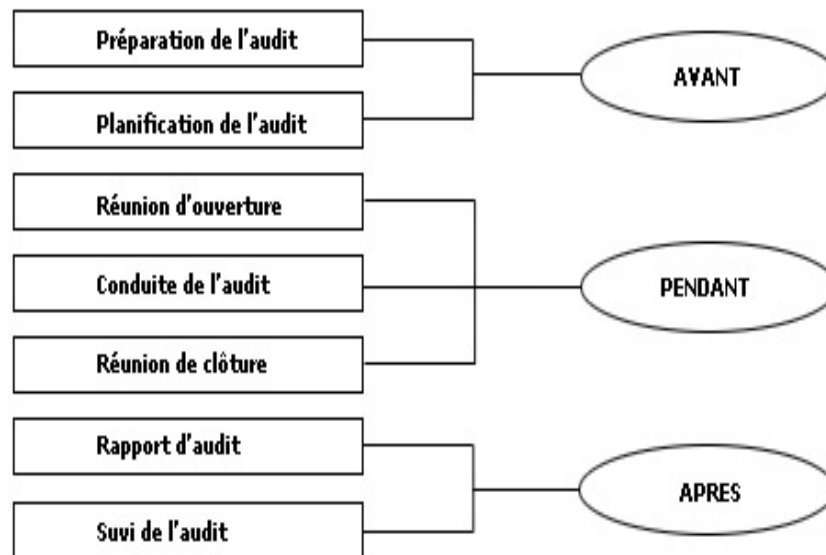 Préparation de l'audit
AVANT
Planification de l'audit
Réunion d'ouverture
Conduite de l'audit
PENDANT
Réunion de clôture
Rapport d'audit
APRES
Suvi de l'audit